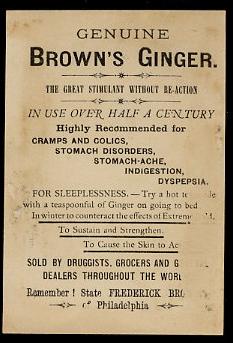 GENUINE
BROWN'S GINGER.
THE GREAT STIMULANT WITHOUT RE-ACTION
IN USE OVER HALF A CENTURY
Highly Recommended for
CRAMPS AND COLICS,
STOMACH DISORDERS,
STOMACH-ACHE,
INDIGESTION,
DYSPEPSIA.
FOR SLEEPLESSNESS. — Try a hot
with a teaspoonful of Ginger on going to bed
In winter to counteract the effects of
To Sustain and Strengthen.
To Cause the Skin to
SOLD BY DRUGGISTS. GROCERS AND
DEALERS THROUGHOUT THE
Remember! State FREDERICK
of Philadelphia